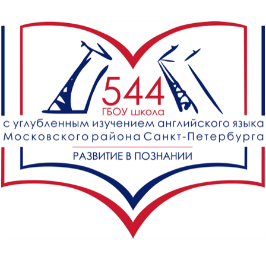 544
ГБОУ школа
с углубленным изучением английского языка
Московского района Санкт-Петербурга
РАЗВИТИЕ В ПОЗНАНИИ